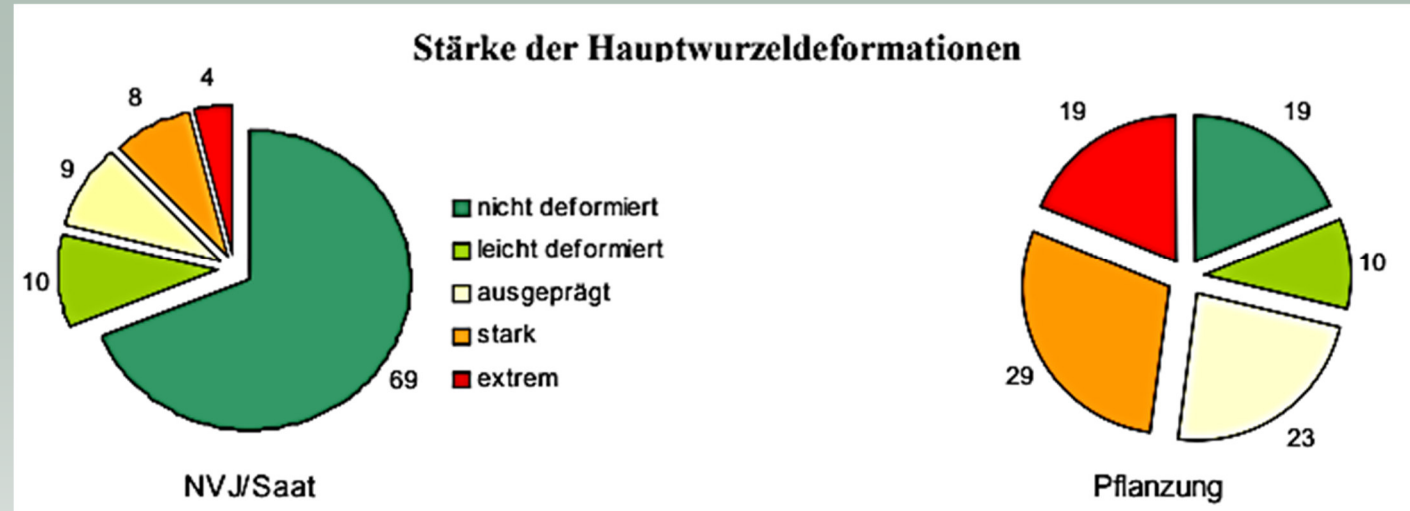 Stärke der Hauptwurzeldeformationen
4
8
9
10
69
nicht deformiert
leicht deformiert
ausgeprägt
stark
extrem
NVJ/Saat
19
19
10
29
23
Pflanzung